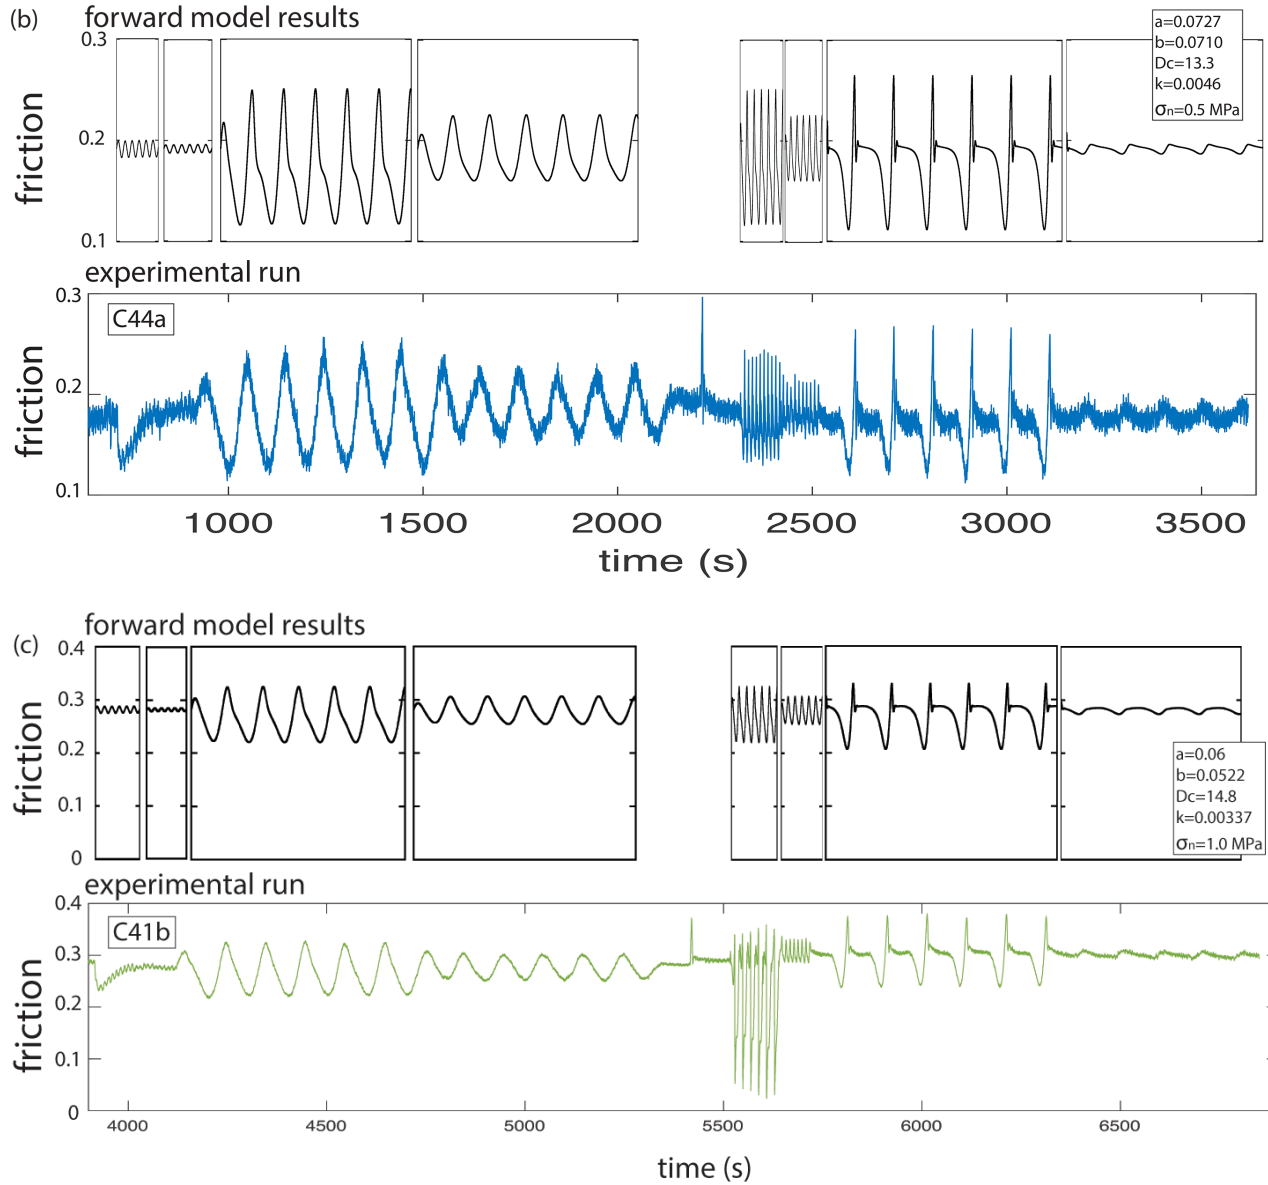 (b) forward model results
0.3
0.2
0.1
friction
a=0.0727
b=0.0710
Dc=13.3
k=0.0046
σn=0.5 MPa
experimental run
C44a
0.3
0.2
0.1
friction
1000 1500 2000 2500 3000 3500
time (s)
(c) forward model results
0.4
0.3
0.2
0.1
0
friction
a=0.06
b=0.0522
Dc=14.8
k=0.00337
σn=1.0 MPa
experimental run
C41b
0.4
0.3
0.2
0.1
0
friction
4000 4500 5000 5500 6000 6500
time (s)